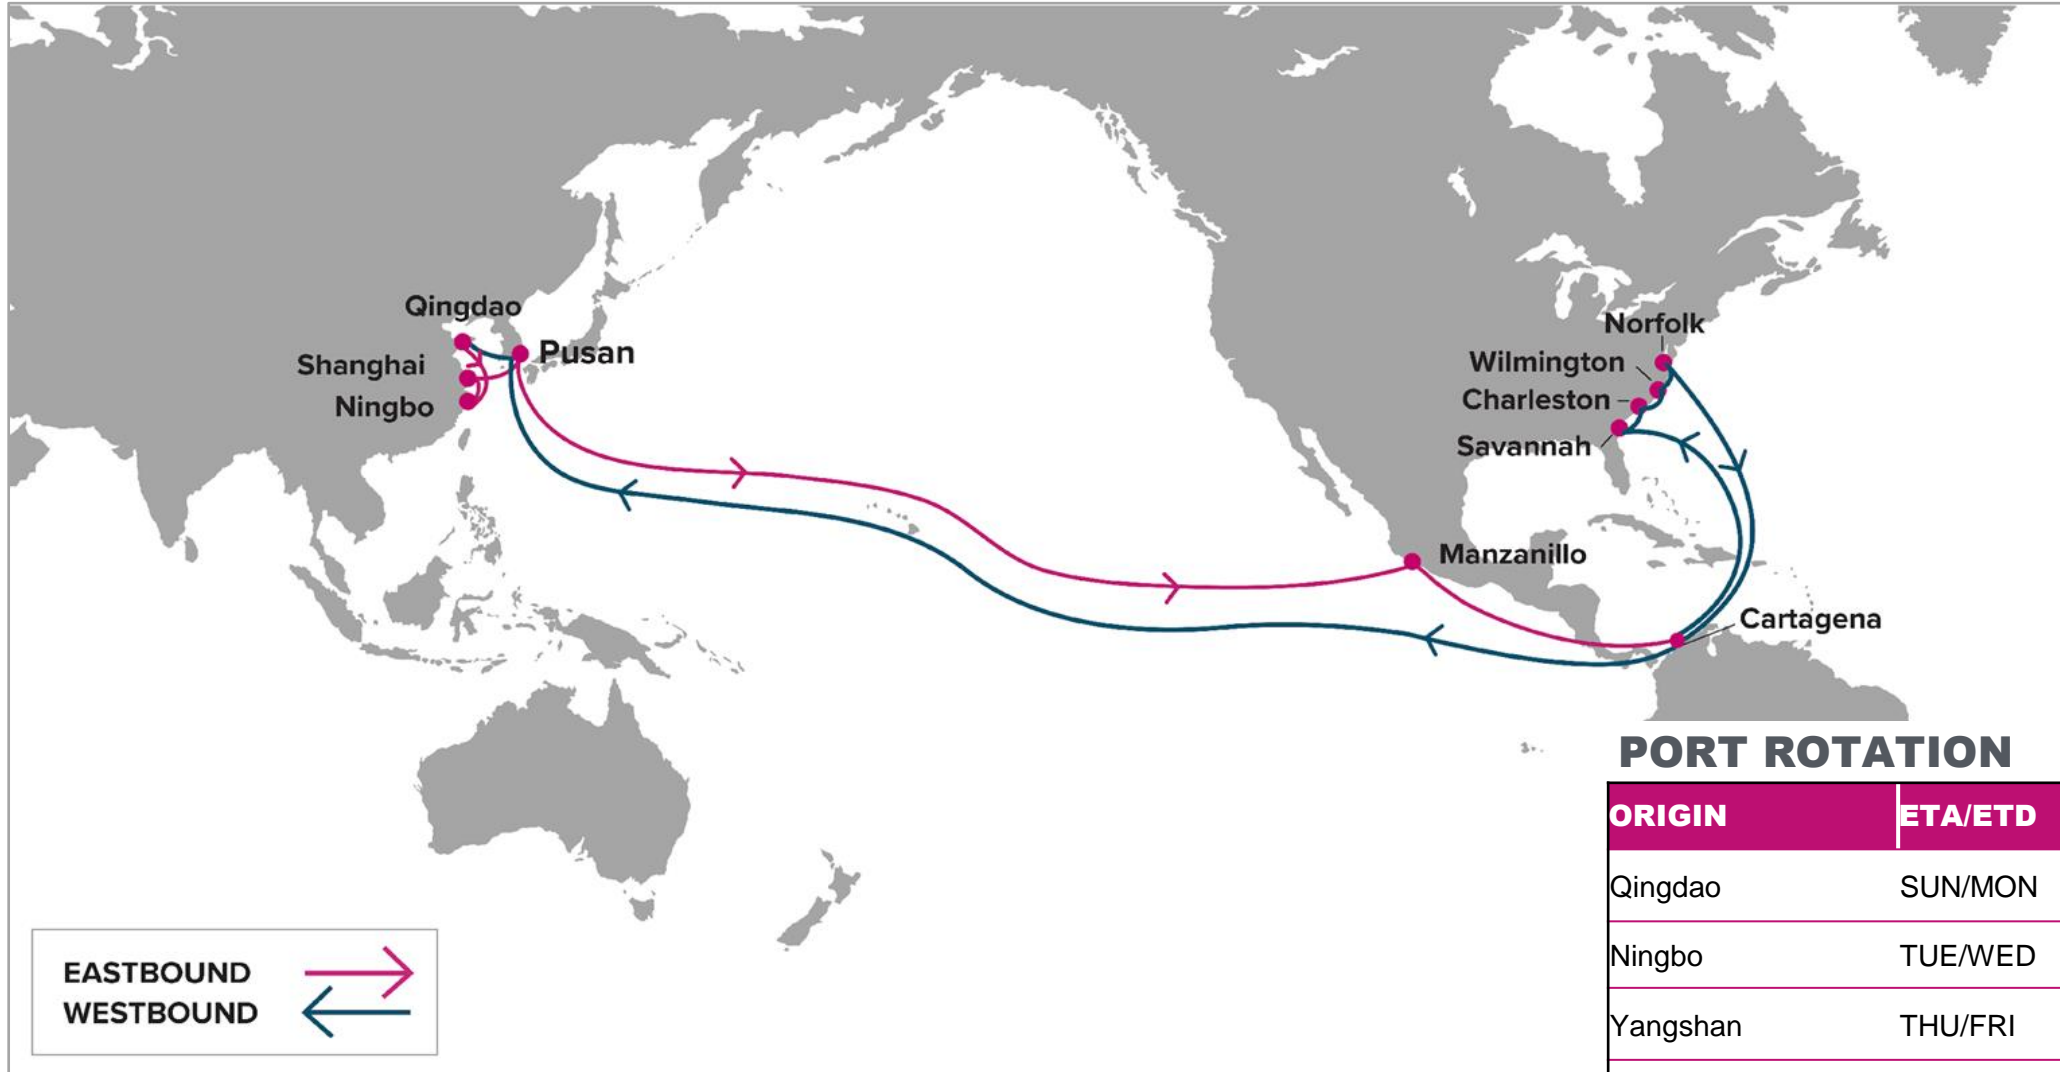 Qingdao
Pusan
Shanghai
Ningbo
Norfolk
Wilmington
Charleston
Savannah
Manzanillo
Cartagena
PORT ROTATION
ORIGIN ETA/ETD
Qingdao SUN/MON
Ningbo TUE/WED
Yangshan THU/FRI
EASTBOUND
WESTBOUND